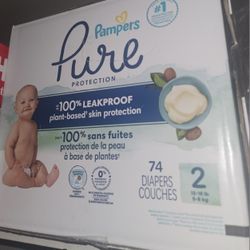 Pampers
#1
Pure
PROTECTION
100% LEAKPROOF
plant-based* skin protection
100% sans fuites
protection de la peau
à base de plantes†
74
DIAPERS
COUCHES
2
0%